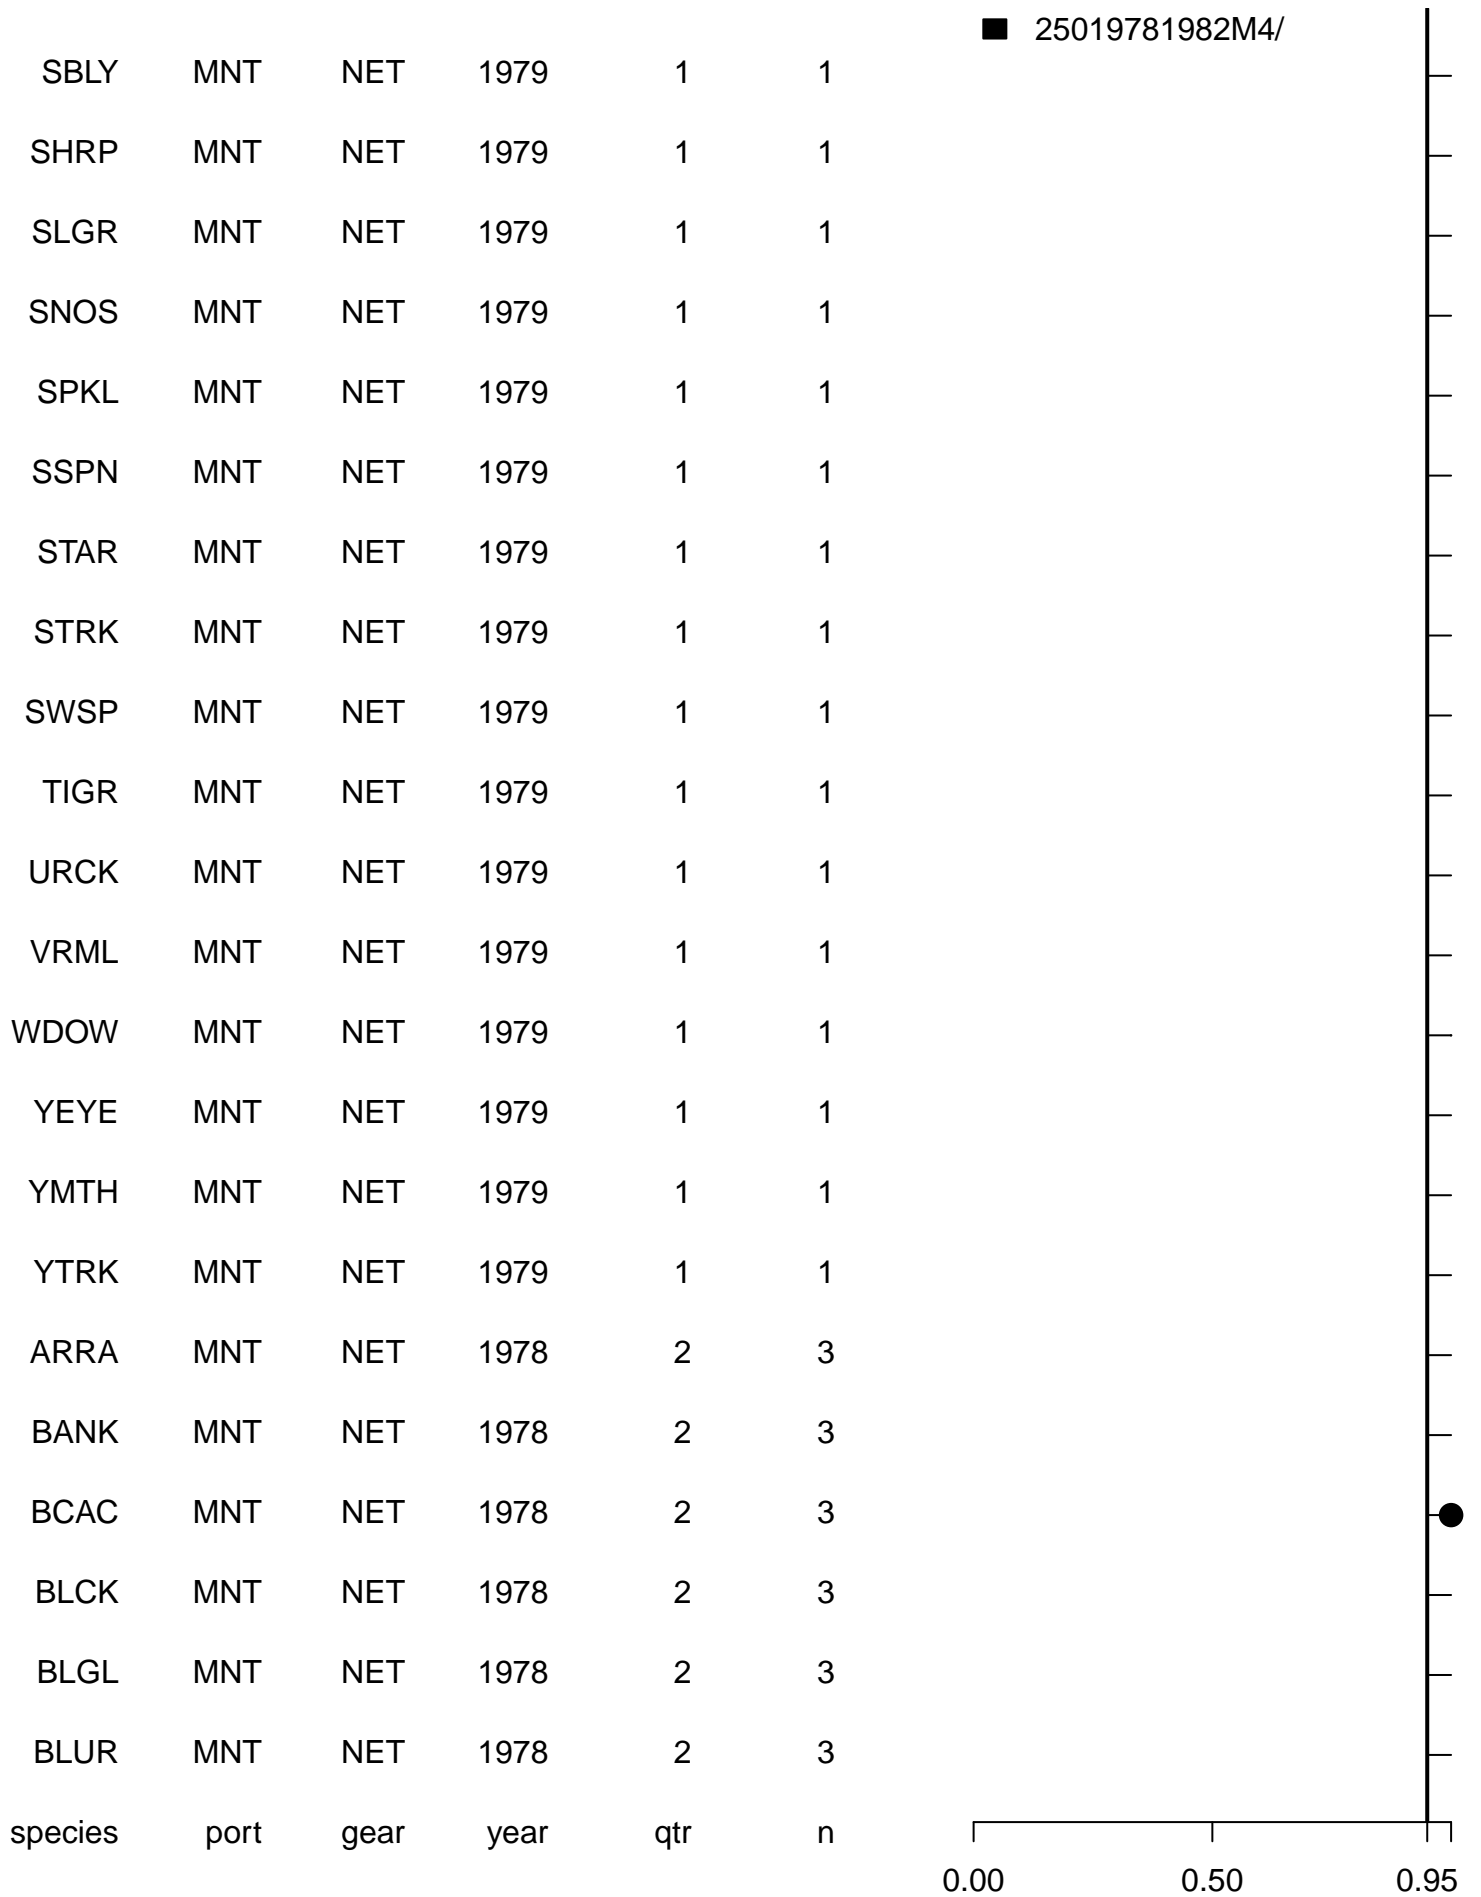 25019781982M4/
SBLY MNT NET 1979 1 1
SHRP MNT NET 1979 1 1
SLGR MNT NET 1979 1 1
SNOS MNT NET 1979 1 1
SPKL MNT NET 1979 1 1
SSPN MNT NET 1979 1 1
STAR MNT NET 1979 1 1
STRK MNT NET 1979 1 1
SWSP MNT NET 1979 1 1
TIGR MNT NET 1979 1 1
URCK MNT NET 1979 1 1
VRML MNT NET 1979 1 1
WDOW MNT NET 1979 1 1
YEYE MNT NET 1979 1 1
YMTH MNT NET 1979 1 1
YTRK MNT NET 1979 1 1
ARRA MNT NET 1978 2 3
BANK MNT NET 1978 2 3
BCAC MNT NET 1978 2 3
BLCK MNT NET 1978 2 3
BLGL MNT NET 1978 2 3
BLUR MNT NET 1978 2 3
species port gear year qtr n
0.00 0.50 0.95